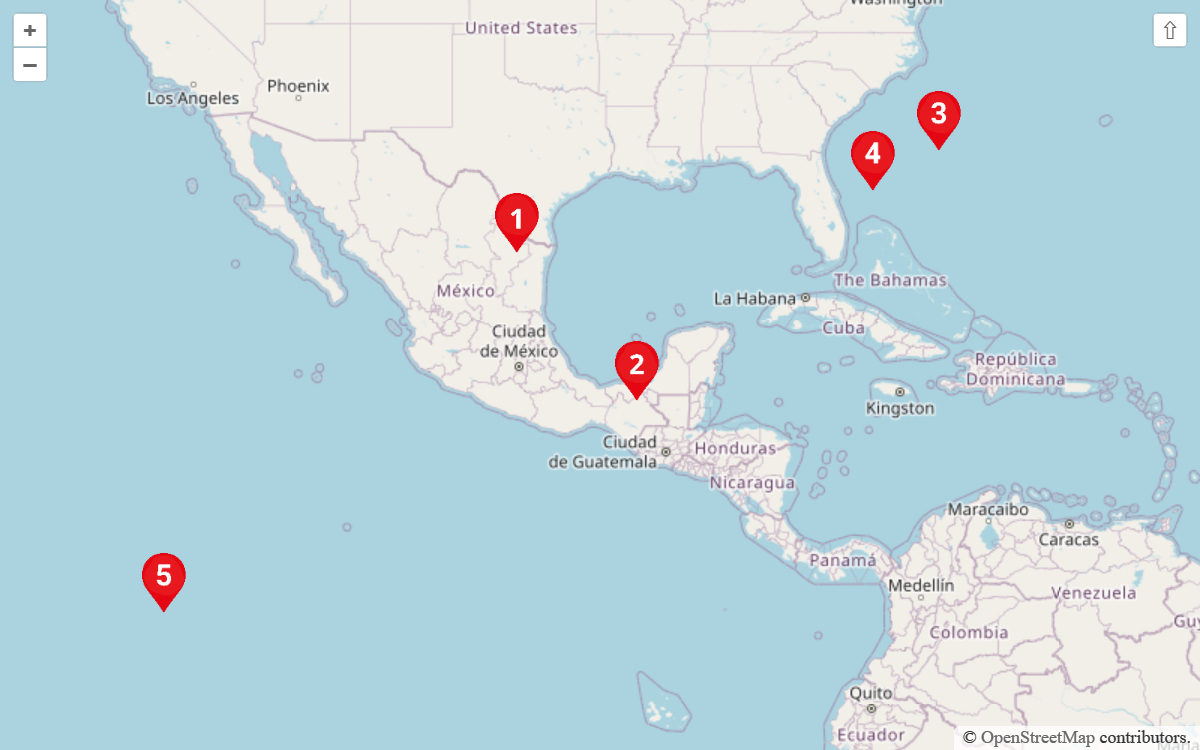 Washington
+
United States
⇧
−
Phoenix
Los Angeles
3
4
1
México
The Bahamas
La Habana
Cuba
Ciudad
de México
2
República
Dominicana
Kingston
Ciudad
de Guatemala
Honduras
Nicaragua
Maracaibo
Caracas
Panamá
5
Medellín
Venezuela
Colombia
Quito
Ecuador
© OpenStreetMap contributors.